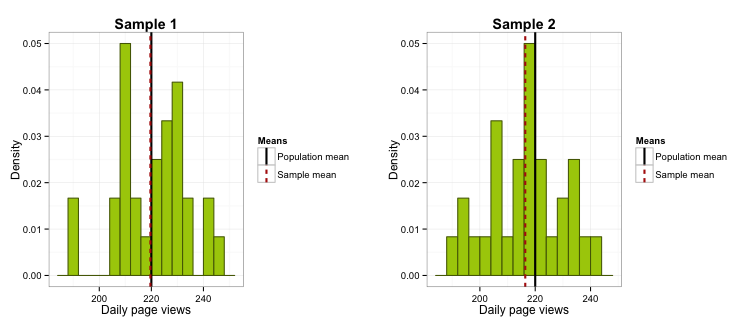 Sample 1
Density
0.05
0.04
0.03
0.02
0.01
0.00
200
220
240
Daily page views
Means
Population mean
Sample mean
Sample 2
Density
0.05
0.04
0.03
0.02
0.01
0.00
200
220
240
Daily page views
Means
Population mean
Sample mean